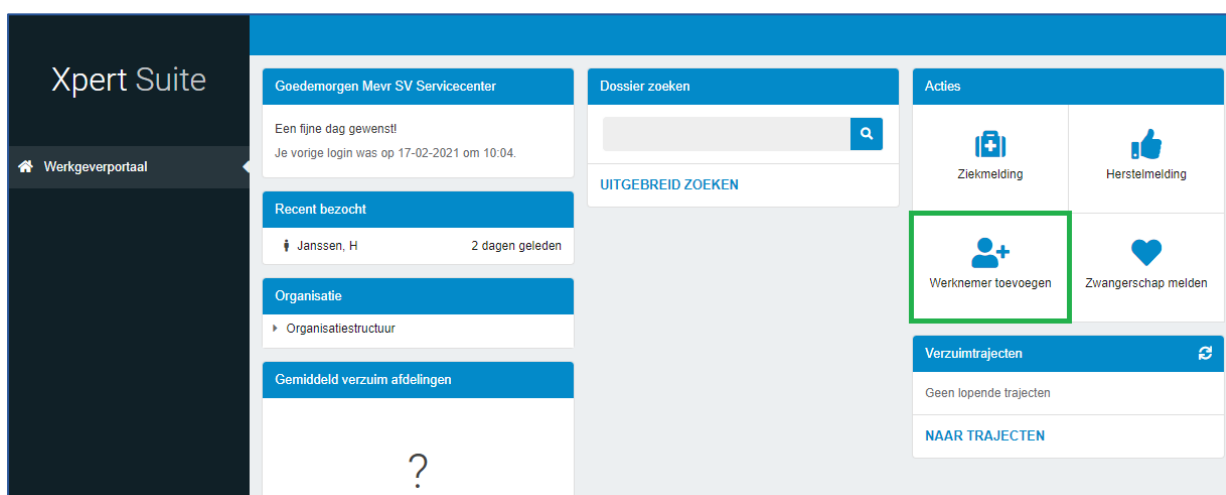 Xpert Suite
Werkgeverportaal
Goedemorgen Mevr SV Servicecenter
Een fijne dag gewenst!
Je vorige login was op 17-02-2021 om 10:04.
Recent bezocht
Janssen, H 2 dagen geleden
Organisatie
Organisatiestructuur
Gemiddeld verzuim afdelingen
?
Dossier zoeken
UITGEBREID ZOEKEN
Acties
Ziekmelding
Herstelmelding
Werknemer toevoegen
Zwangerschap melden
Verzuimtrajecten
Geen lopende trajecten
NAAR TRAJECTEN